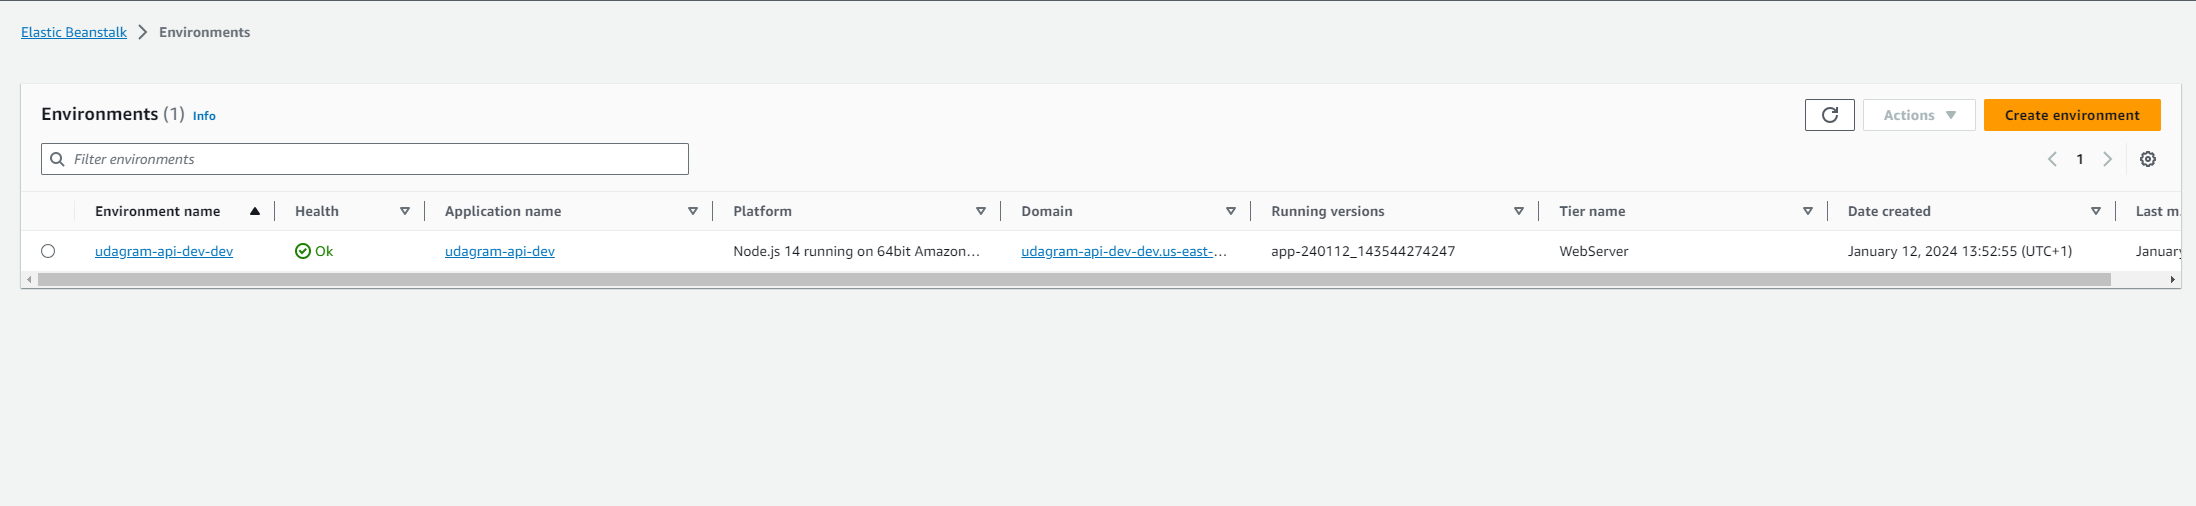 Elastic Beanstalk > Environments
Environments (1) Info
Actions Create environment
Filter environments
1
Environment name Health Application name Platform Domain Running versions Tier name Date created Last m.
udagram-api-dev-dev Ok udagram-api-dev Node.js 14 running on 64bit Amazon... udagram-api-dev-dev.us-east-... app-240112_143544274247 WebServer January 12, 2024 13:52:55 (UTC+1) January